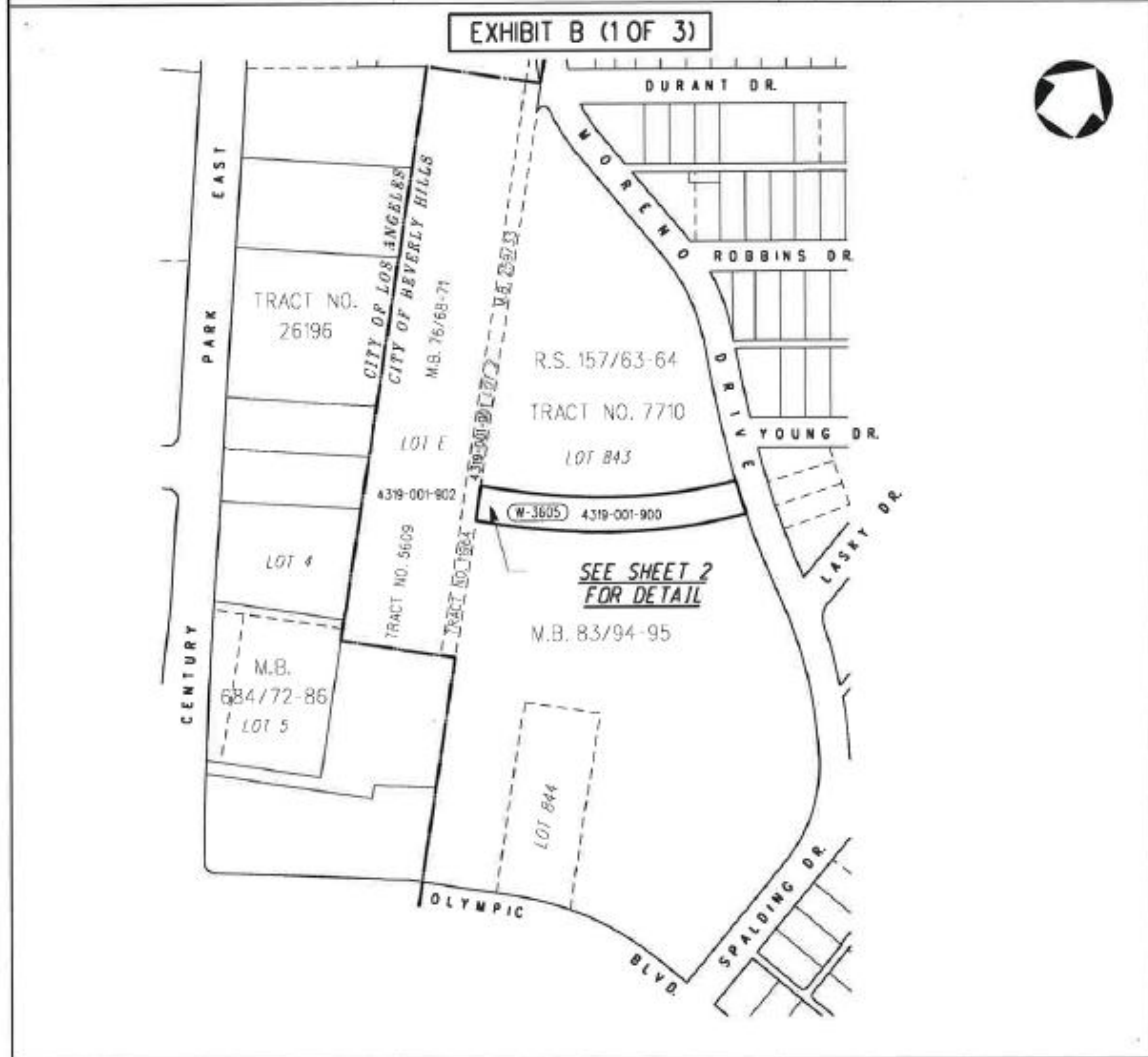 EXHIBIT B (1 OF 3)
DURANT DR.
MORENO DRIVE
ROBBINS DR.
YOUNG DR.
LASKY DR.
SPALDING DR.
OLYMPIC BLVD.
CENTURY PARK EAST
CITY OF LOS ANGELES
CITY OF BEVERLY HILLS
M.B. 76/68-71
TRACT NO.
26196
R.S. 157/63-64
TRACT NO. 7710
LOT 843
LOT E
4319-001-902
TRACT NO. 5609
W-3605
4319-001-900
SEE SHEET 2
FOR DETAIL
M.B. 83/94-95
LOT 4
M.B.
684/72-86
LOT 5
LOT 844